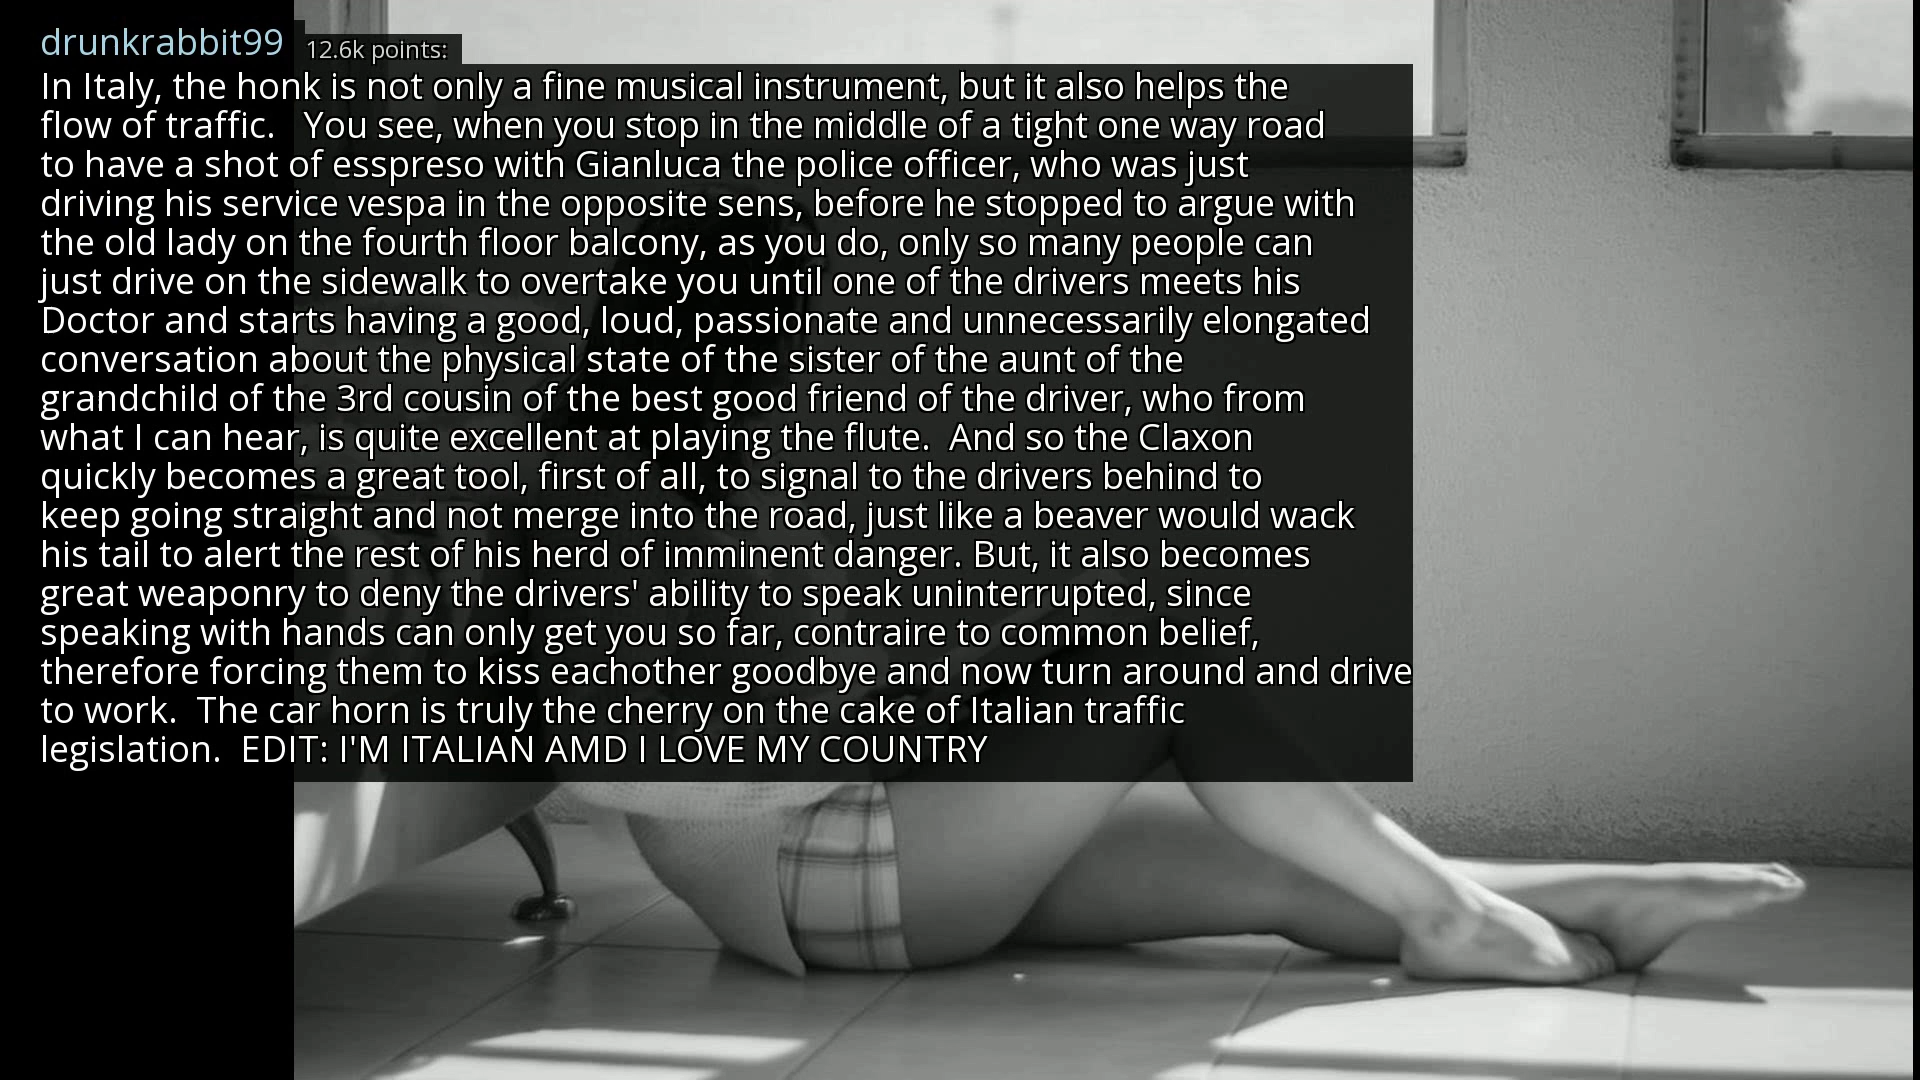 drunkrabbit99 12.6k points:
In Italy, the honk is not only a fine musical instrument, but it also helps the
flow of traffic.   You see, when you stop in the middle of a tight one way road
to have a shot of esspreso with Gianluca the police officer, who was just
driving his service vespa in the opposite sens, before he stopped to argue with
the old lady on the fourth floor balcony, as you do, only so many people can
just drive on the sidewalk to overtake you until one of the drivers meets his
Doctor and starts having a good, loud, passionate and unnecessarily elongated
conversation about the physical state of the sister of the aunt of the
grandchild of the 3rd cousin of the best good friend of the driver, who from
what I can hear, is quite excellent at playing the flute.  And so the Claxon
quickly becomes a great tool, first of all, to signal to the drivers behind to
keep going straight and not merge into the road, just like a beaver would wack
his tail to alert the rest of his herd of imminent danger. But, it also becomes
great weaponry to deny the drivers' ability to speak uninterrupted, since
speaking with hands can only get you so far, contraire to common belief,
therefore forcing them to kiss eachother goodbye and now turn around and drive
to work.  The car horn is truly the cherry on the cake of Italian traffic
legislation.  EDIT: I'M ITALIAN AMD I LOVE MY COUNTRY